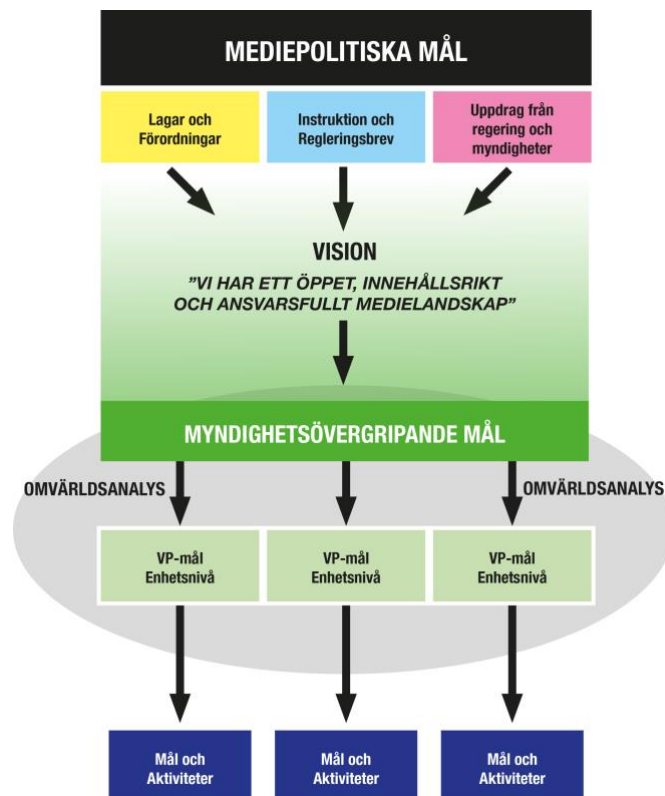 MEDIEPOLITISKA MÅL
Lagar och
Förordningar
Instruktion och
Regleringsbrev
Uppdrag från
regering och
myndigheter
VISION
”VI HAR ETT ÖPPET, INNEHÅLLSRIKT
OCH ANSVARSFULLT MEDIELANDSKAP”
MYNDIGHETSÖVERGRIPANDE MÅL
OMVÄRLDSANALYS
OMVÄRLDSANALYS
VP-mål
Enhetsnivå
VP-mål
Enhetsnivå
VP-mål
Enhetsnivå
Mål och
Aktiviteter
Mål och
Aktiviteter
Mål och
Aktiviteter